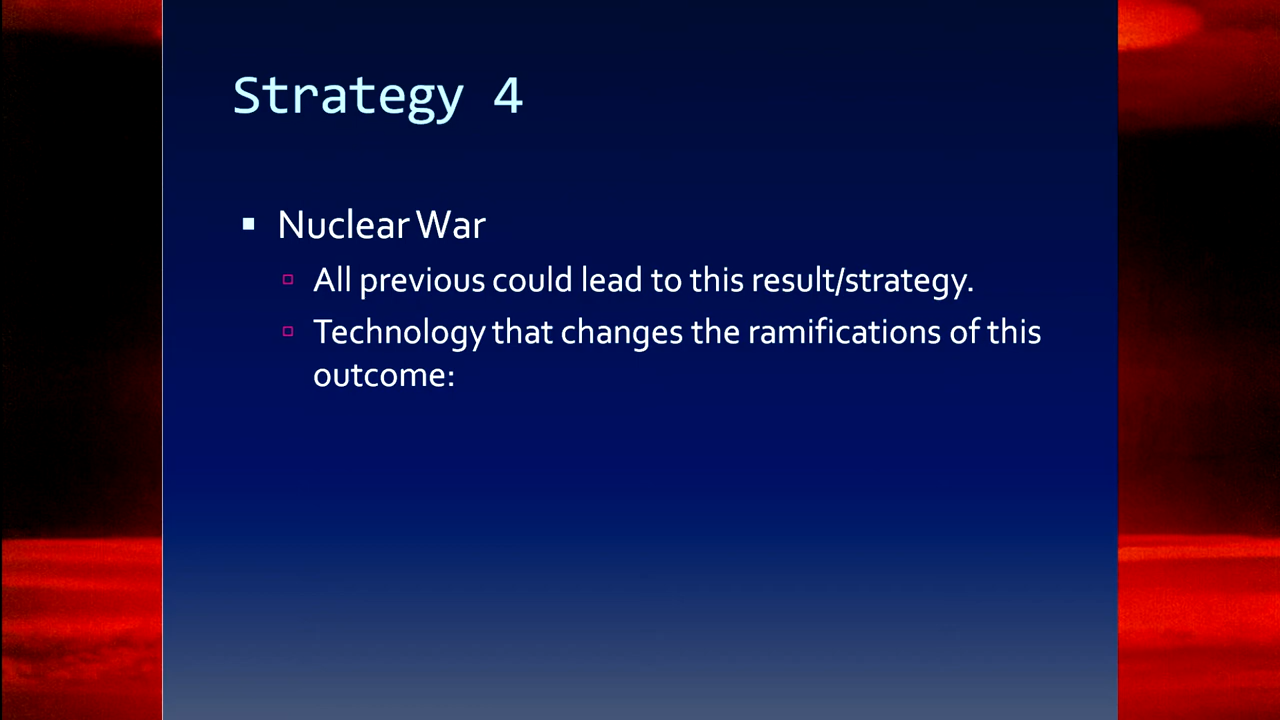 Strategy 4
Nuclear War
All previous could lead to this result/strategy.
Technology that changes the ramifications of this
outcome: